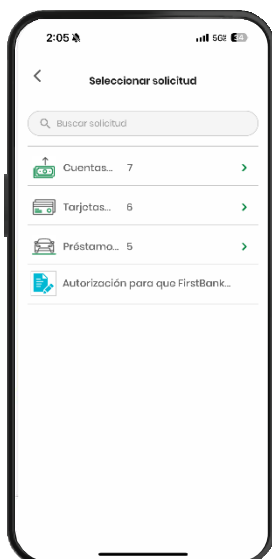 2:05
5G
Seleccionar solicitud
Buscar solicitud
Cuentas... 7
Tarjetas... 6
Préstamo... 5
Autorización para que FirstBank...